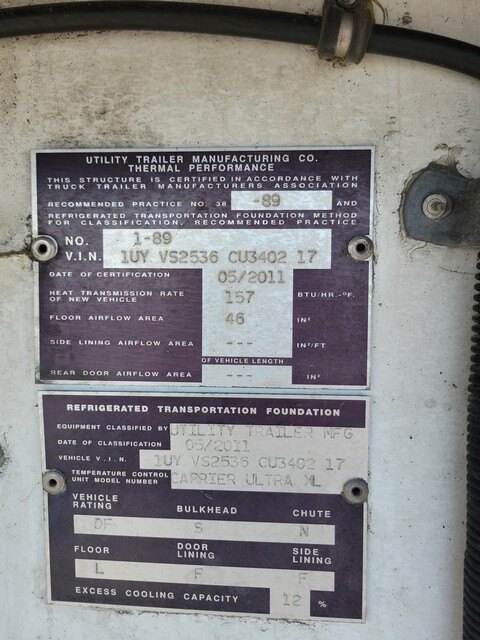 UTILITY TRAILER MANUFACTURING CO.
THERMAL PERFORMANCE
THIS STRUCTURE IS CERTIFIED IN ACCORDANCE WITH
TRUCK TRAILER MANUFACTURERS ASSOCIATION
RECOMMENDED PRACTICE NO. 38 -89 AND
REFRIGERATED TRANSPORTATION FOUNDATION METHOD
FOR CLASSIFICATION, RECOMMENDED PRACTICE
NO. 1-89
V.I.N. 1UY VS2536 CU3402 17
DATE OF CERTIFICATION 05/2011
HEAT TRANSMISSION RATE
OF NEW VEHICLE 157 BTU/HR.-°F.
FLOOR AIRFLOW AREA 46 IN²
SIDE LINING AIRFLOW AREA --- IN²/FT
OF VEHICLE LENGTH
REAR DOOR AIRFLOW AREA --- IN²
REFRIGERATED TRANSPORTATION FOUNDATION
EQUIPMENT CLASSIFIED BY UTILITY TRAILER MFG
DATE OF CLASSIFICATION 05/2011
VEHICLE V.I.N. 1UY VS2536 CU3402 17
TEMPERATURE CONTROL
UNIT MODEL NUMBER CARRIER ULTRA XL
VEHICLE
RATING BULKHEAD CHUTE
DF S N
FLOOR DOOR
LINING SIDE
LINING
L F F
EXCESS COOLING CAPACITY 12 %